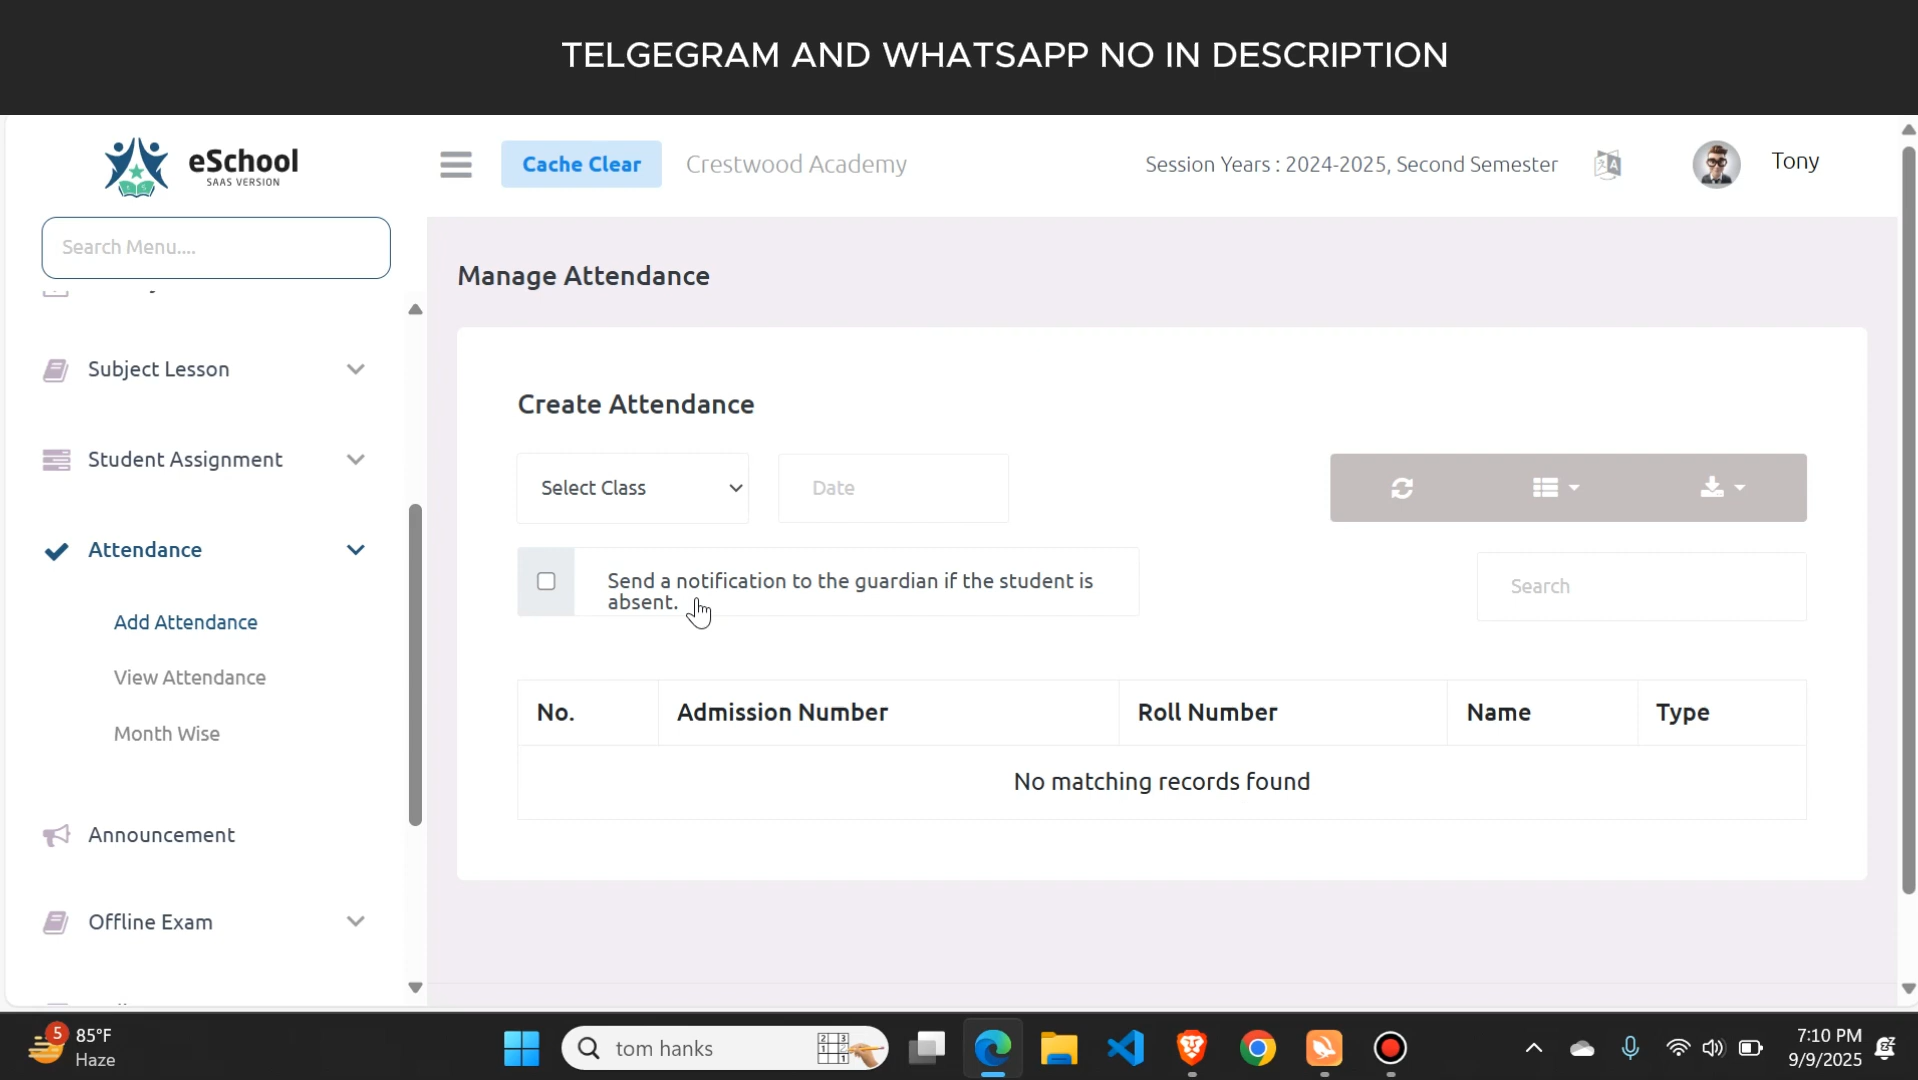 TELGEGRAM AND WHATSAPP NO IN DESCRIPTION
eSchool
SAAS VERSION
Cache Clear
Crestwood Academy
Session Years : 2024-2025, Second Semester
Tony
Search Menu....
Manage Attendance
Subject Lesson
Create Attendance
Student Assignment
Select Class
Date
Attendance
Send a notification to the guardian if the student is
absent.
Search
Add Attendance
View Attendance
No.
Admission Number
Roll Number
Name
Type
Month Wise
No matching records found
Announcement
Offline Exam
5
85°F
Haze
tom hanks
7:10 PM
9/9/2025